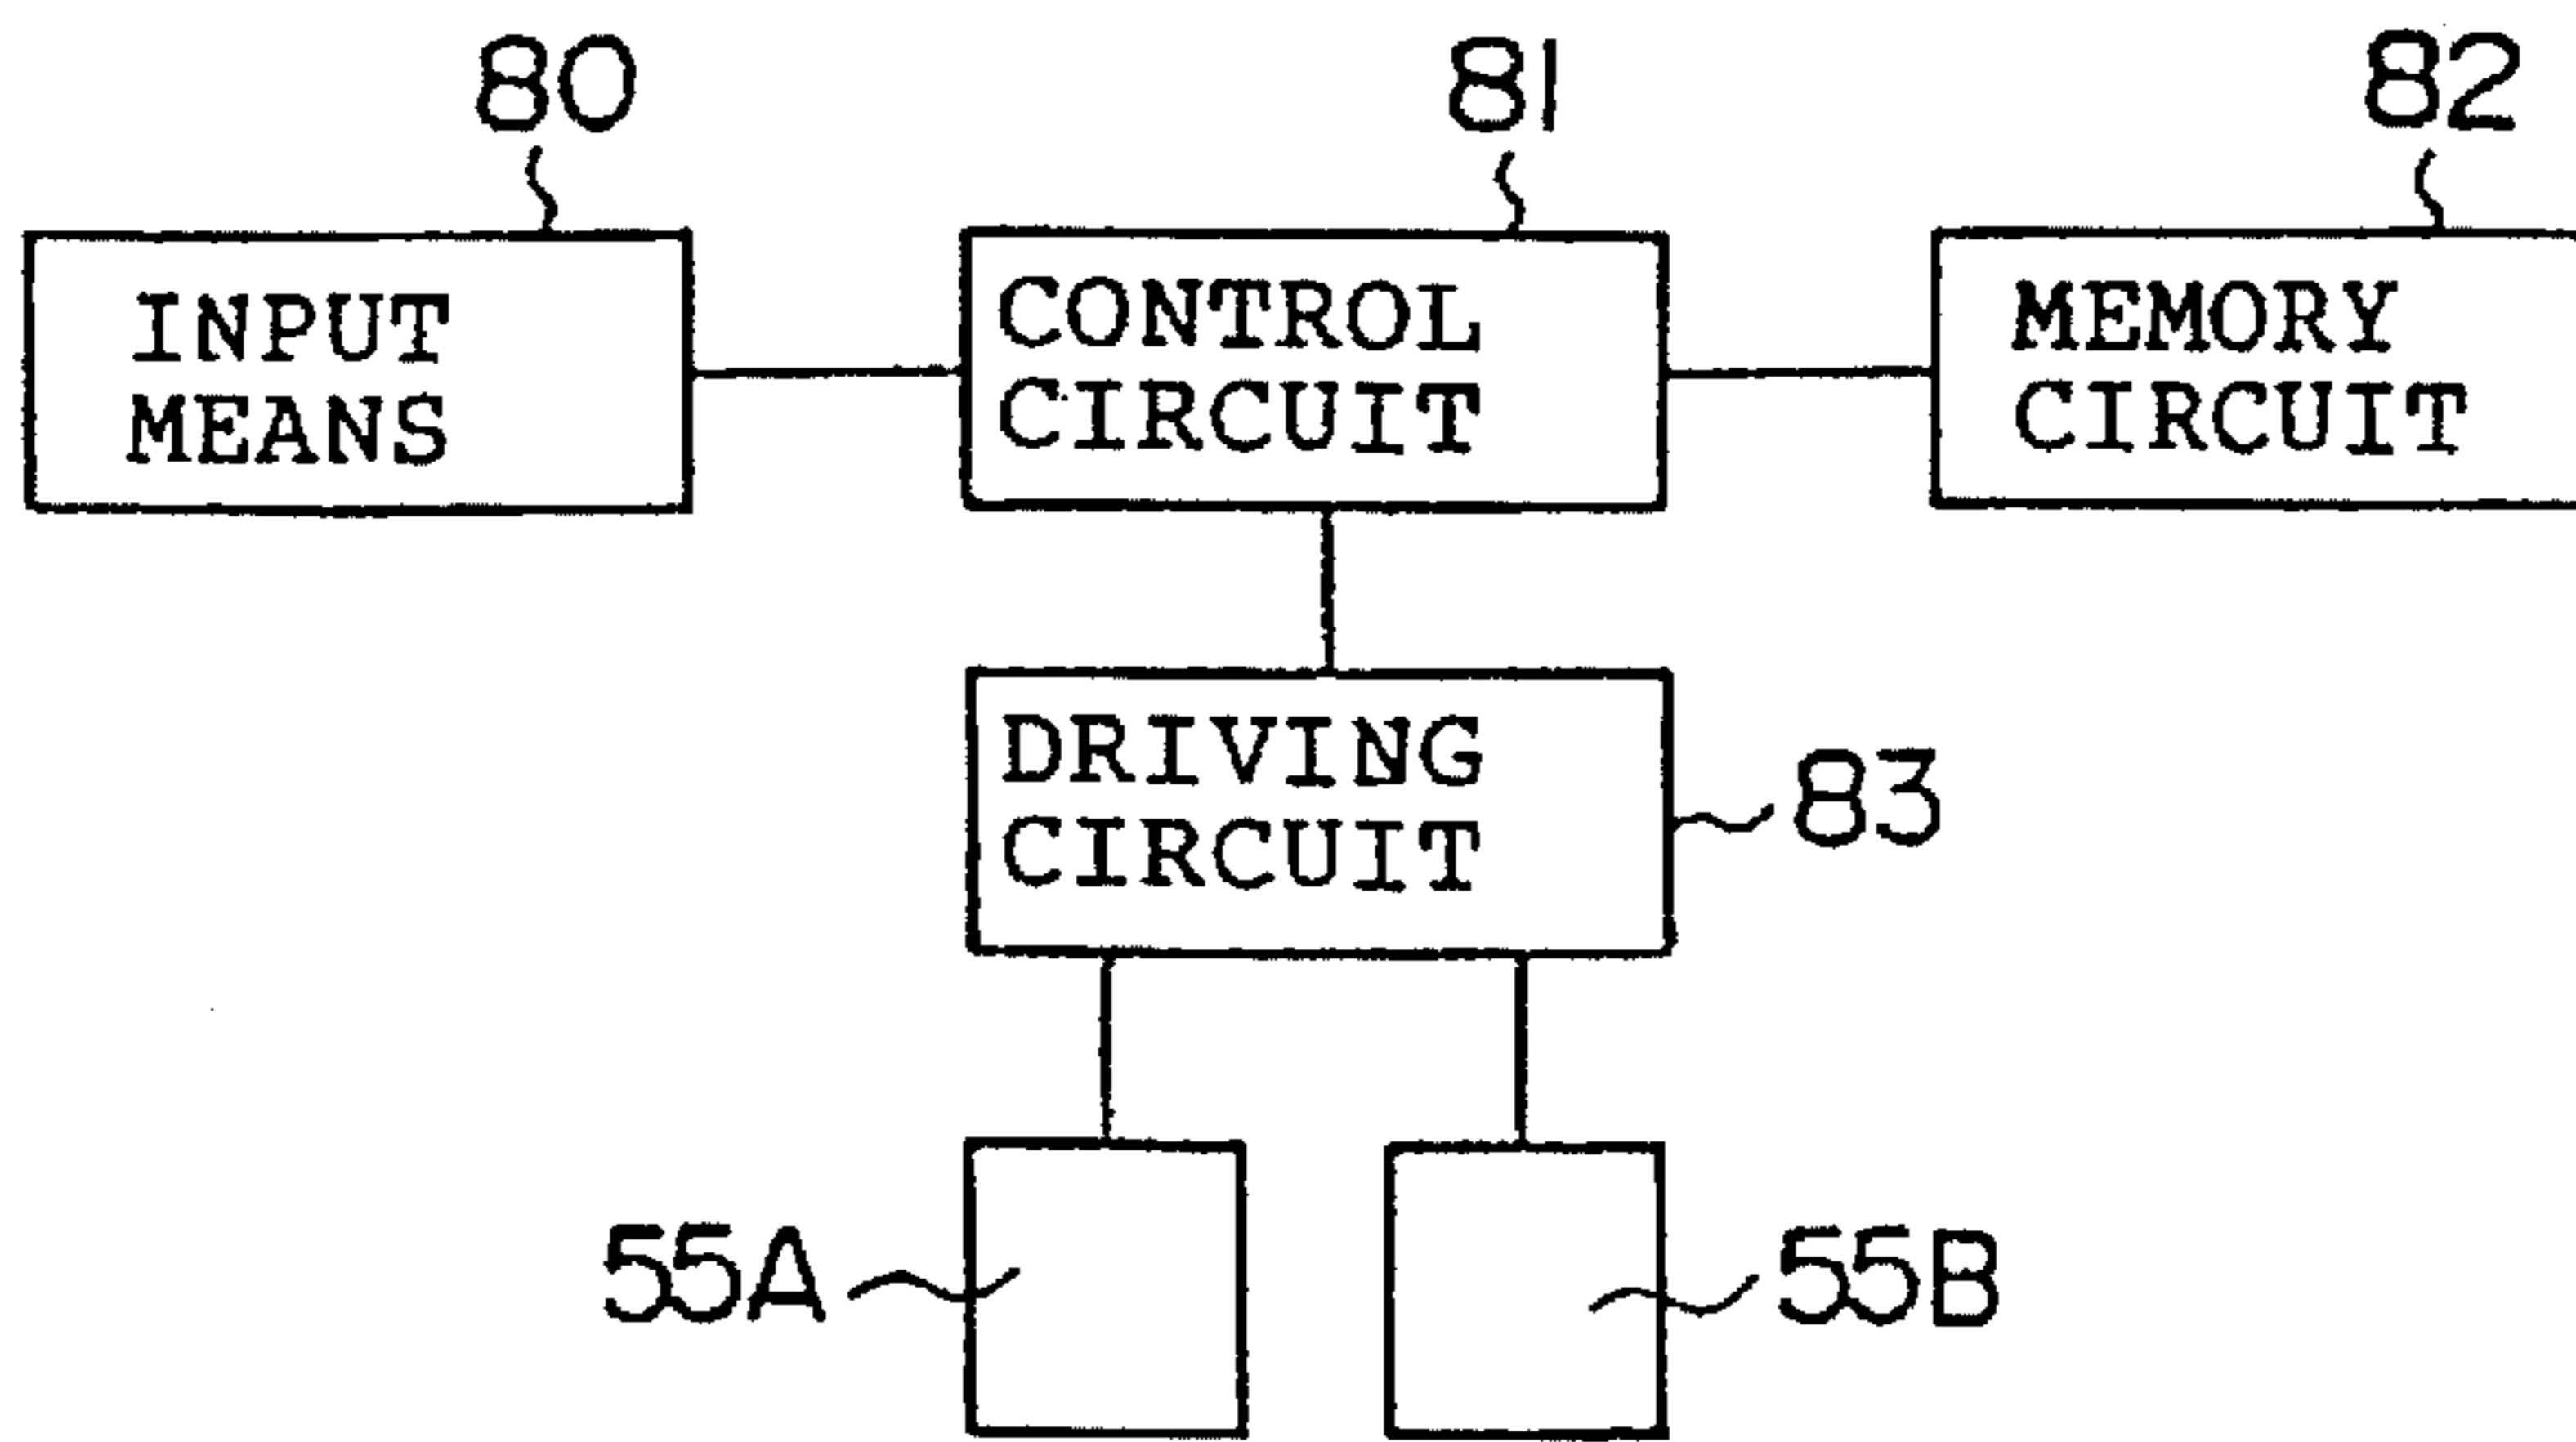 80
81
82
INPUT
MEANS
CONTROL
CIRCUIT
MEMORY
CIRCUIT
DRIVING
CIRCUIT
83
55A
55B